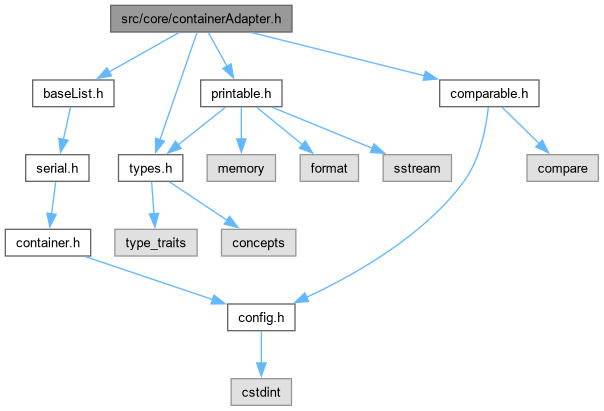 src/core/containerAdapter.h
baseList.h
printable.h
comparable.h
serial.h
types.h
memory
format
sstream
compare
container.h
type_traits
concepts
config.h
cstdint